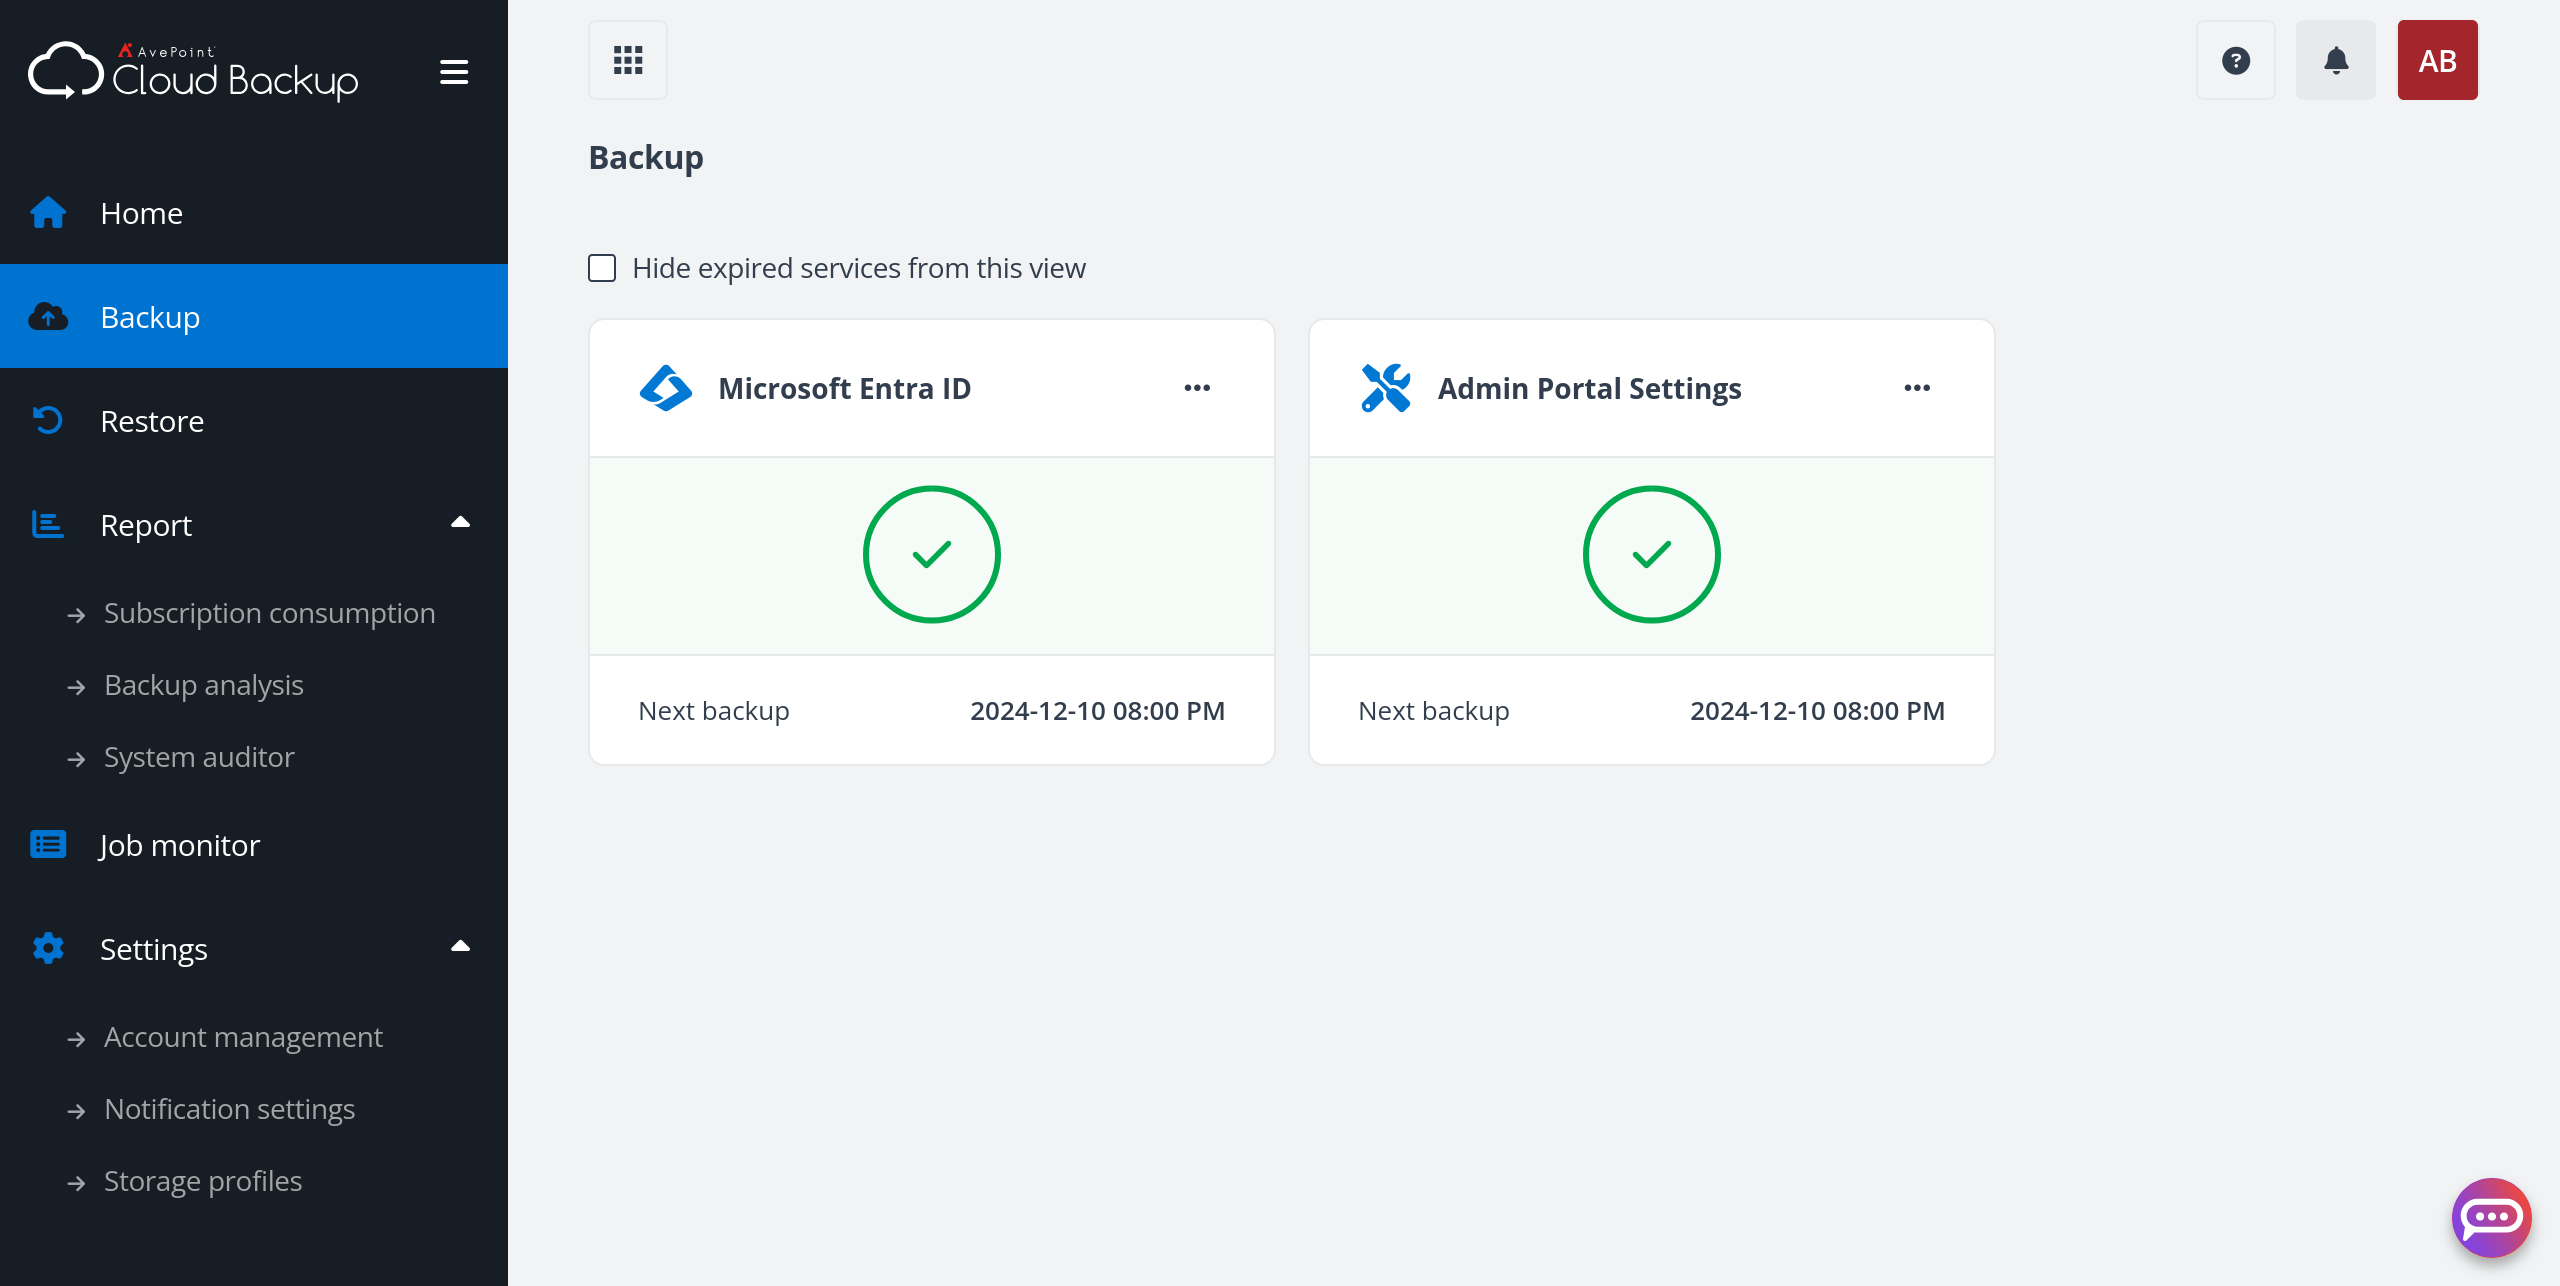 AvePoint
Cloud Backup
Home
Backup
Restore
Report
Subscription consumption
Backup analysis
System auditor
Job monitor
Settings
Account management
Notification settings
Storage profiles
?
AB
Backup
Hide expired services from this view
Microsoft Entra ID
Next backup 2024-12-10 08:00 PM
Admin Portal Settings
Next backup 2024-12-10 08:00 PM